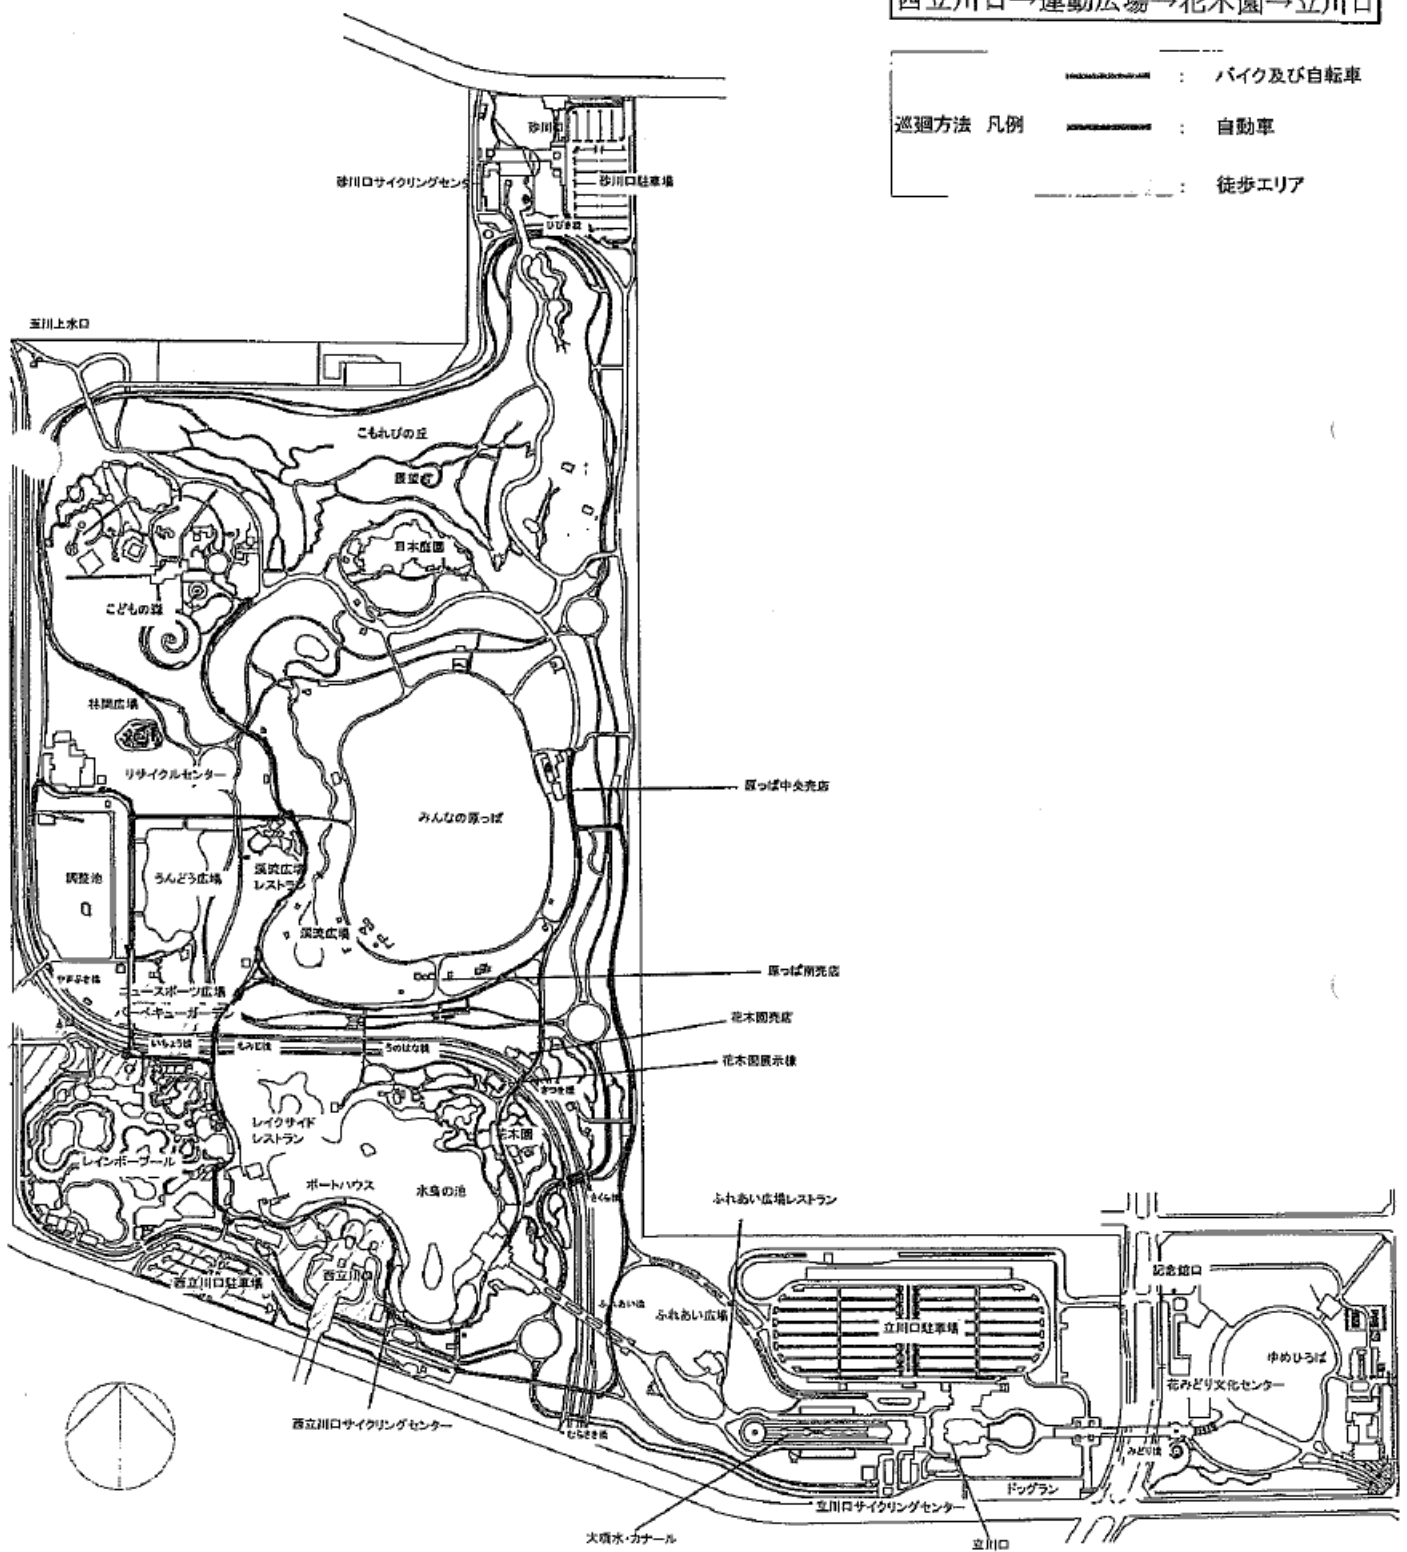 西立川口→運動広場→花木園→立川口
： バイク及び自転車
巡廻方法 凡例
： 自動車
： 徒歩エリア
砂川口
砂川口サイクリングセンタ
砂川口駐車場
ひびき橋
玉川上水口
こもれびの丘
展望台
日本庭園
こどもの森
林間広場
リサイクルセンター
原っぱ中央売店
みんなの原っぱ
調整池
うんどう広場
渓流広場
レストラン
渓流広場
原っぱ南売店
やまぶき橋
ニュースポーツ広場
バーベキューガーデン
花木園売店
いちょう橋
もみじ橋
うのはな橋
花木園展示棟
さつき橋
レイクサイド
レストラン
花木園
レインボープール
ボートハウス
水鳥の池
さくら橋
ふれあい広場レストラン
西立川口駐車場
西立川口
ふれあい橋
ふれあい広場
立川口駐車場
記念館口
ゆめひろば
花みどり文化センター
西立川口サイクリングセンター
むらさき橋
みどり橋
立川口サイクリングセンター
ドッグラン
大噴水・カナール
立川口